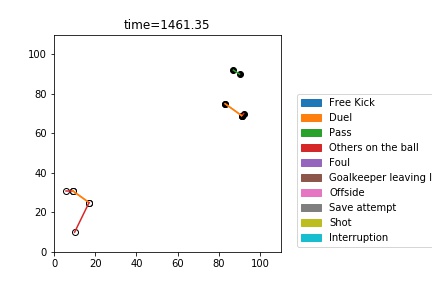 time=1461.35
100
80
60
40
20
0
0 20 40 60 80 100
Free Kick
Duel
Pass
Others on the ball
Foul
Goalkeeper leaving l
Offside
Save attempt
Shot
Interruption